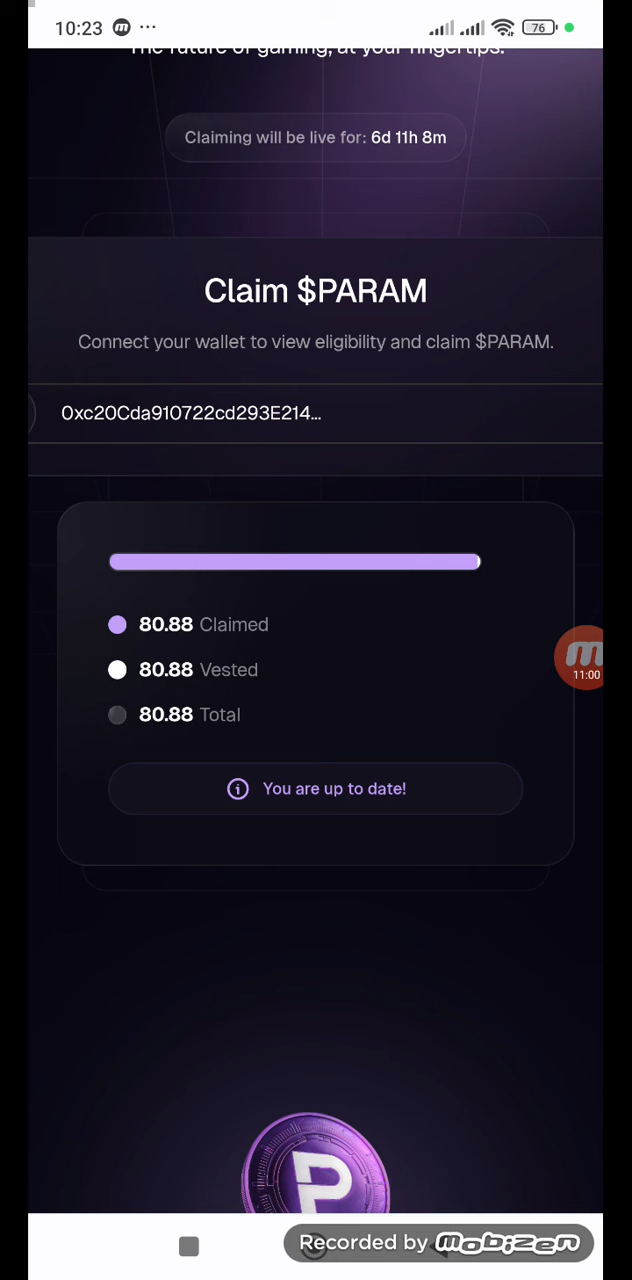 10:23 m ... 76
The future of gaming, at your fingertips.
Claiming will be live for: 6d 11h 8m
Claim $PARAM
Connect your wallet to view eligibility and claim $PARAM.
0xc20Cda910722cd293E214...
80.88 Claimed
80.88 Vested
m
11:00
80.88 Total
You are up to date!
P
Recorded by mobizen